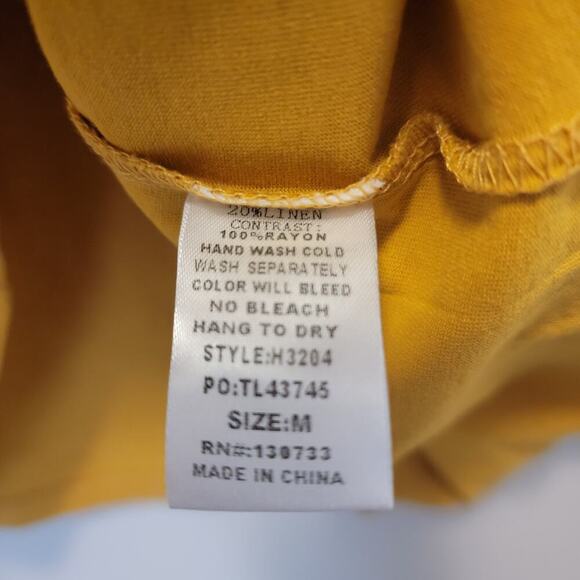 20%LINEN
CONTRAST:
100%RAYON
HAND WASH COLD
WASH SEPARATELY
COLOR WILL BLEED
NO BLEACH
HANG TO DRY
STYLE:H3204
PO:TL43745
SIZE:M
RN#:130733
MADE IN CHINA